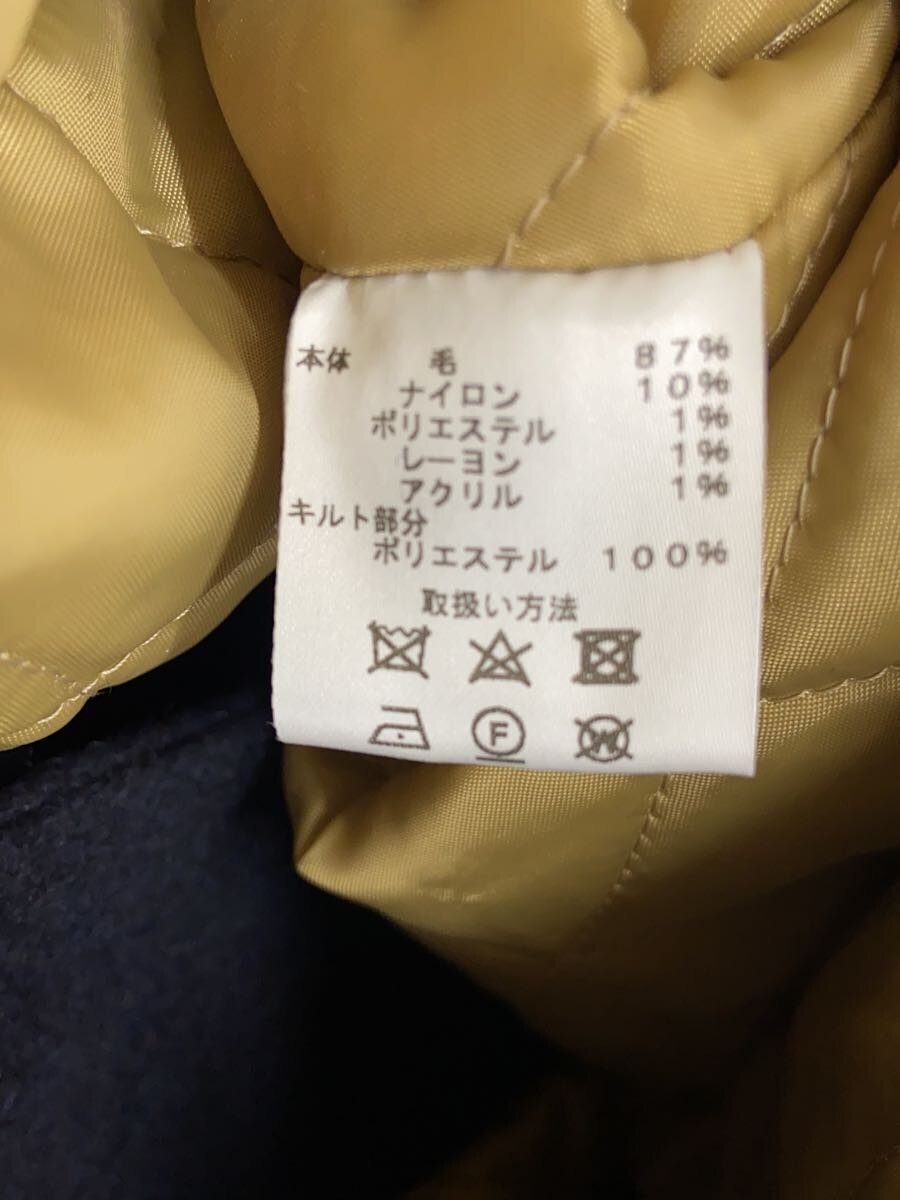 本体 毛 87%
ナイロン 10%
ポリエステル 1%
レーヨン 1%
アクリル 1%
キルト部分
ポリエステル 100%
取扱い方法
F W